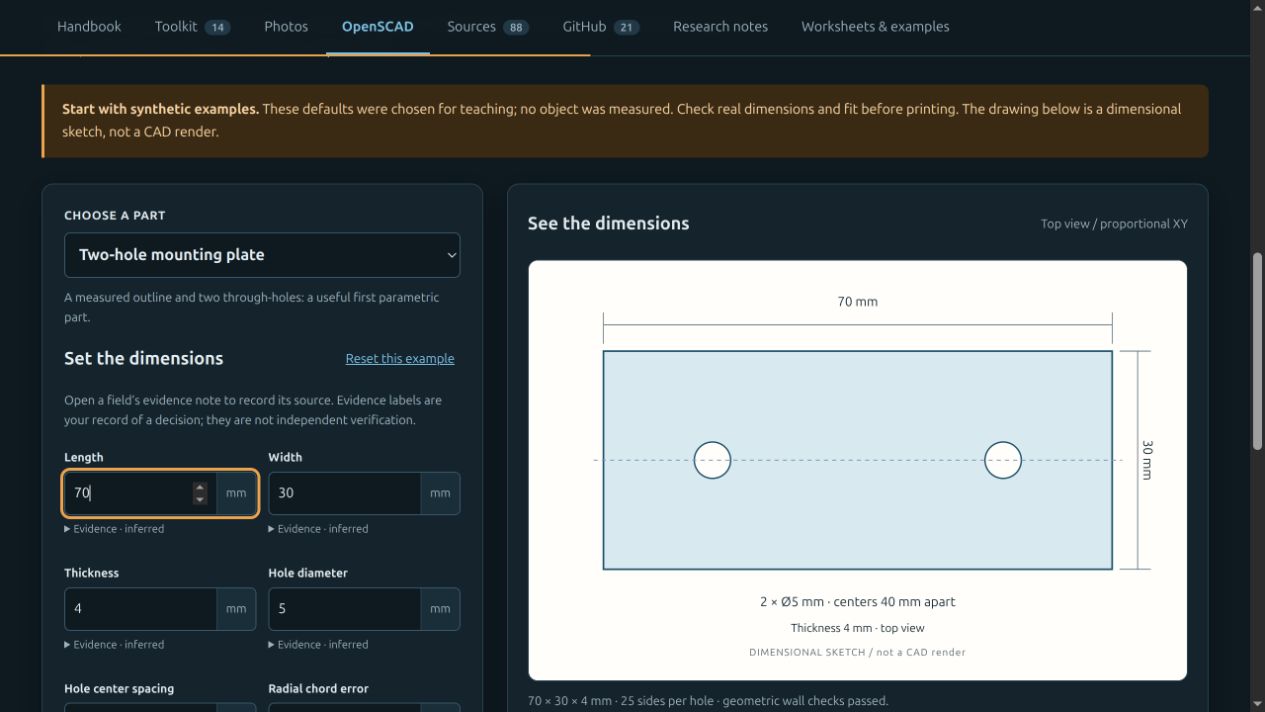 Handbook Toolkit 14 Photos OpenSCAD Sources 88 GitHub 21 Research notes Worksheets & examples
Start with synthetic examples. These defaults were chosen for teaching; no object was measured. Check real dimensions and fit before printing. The drawing below is a dimensional
sketch, not a CAD render.
CHOOSE A PART
Two-hole mounting plate
A measured outline and two through-holes: a useful first parametric
part.
Set the dimensions Reset this example
Open a field's evidence note to record its source. Evidence labels are
your record of a decision; they are not independent verification.
Length Width
70 mm 30 mm
Evidence · inferred Evidence · inferred
Thickness Hole diameter
4 mm 5 mm
Evidence · inferred Evidence · inferred
Hole center spacing Radial chord error
See the dimensions Top view / proportional XY
70 mm
30 mm
2 × Ø5 mm · centers 40 mm apart
Thickness 4 mm · top view
DIMENSIONAL SKETCH / not a CAD render
70 × 30 × 4 mm · 25 sides per hole · geometric wall checks passed.